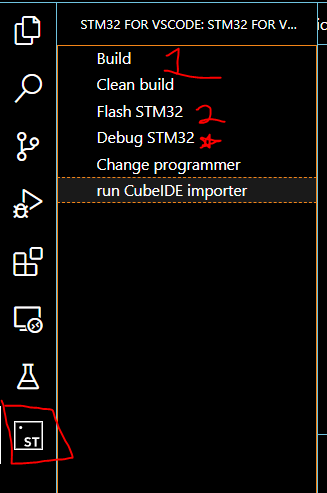 STM32 FOR VSCODE: STM32 FOR V...
Build 1
Clean build
Flash STM32 2
Debug STM32
Change programmer
run CubeIDE importer
ST